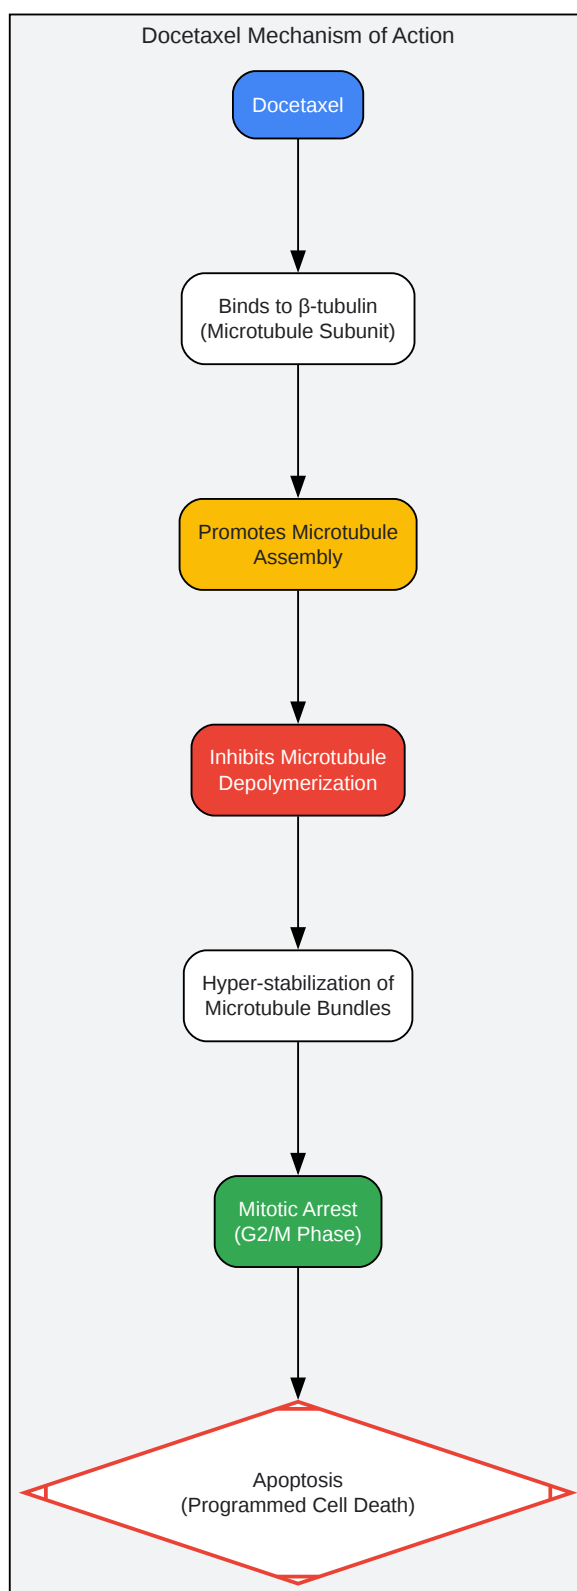 Docetaxel Mechanism of Action
Docetaxel
Binds to β-tubulin
(Microtubule Subunit)
Promotes Microtubule
Assembly
Inhibits Microtubule
Depolymerization
Hyper-stabilization of
Microtubule Bundles
Mitotic Arrest
(G2/M Phase)
Apoptosis
(Programmed Cell Death)